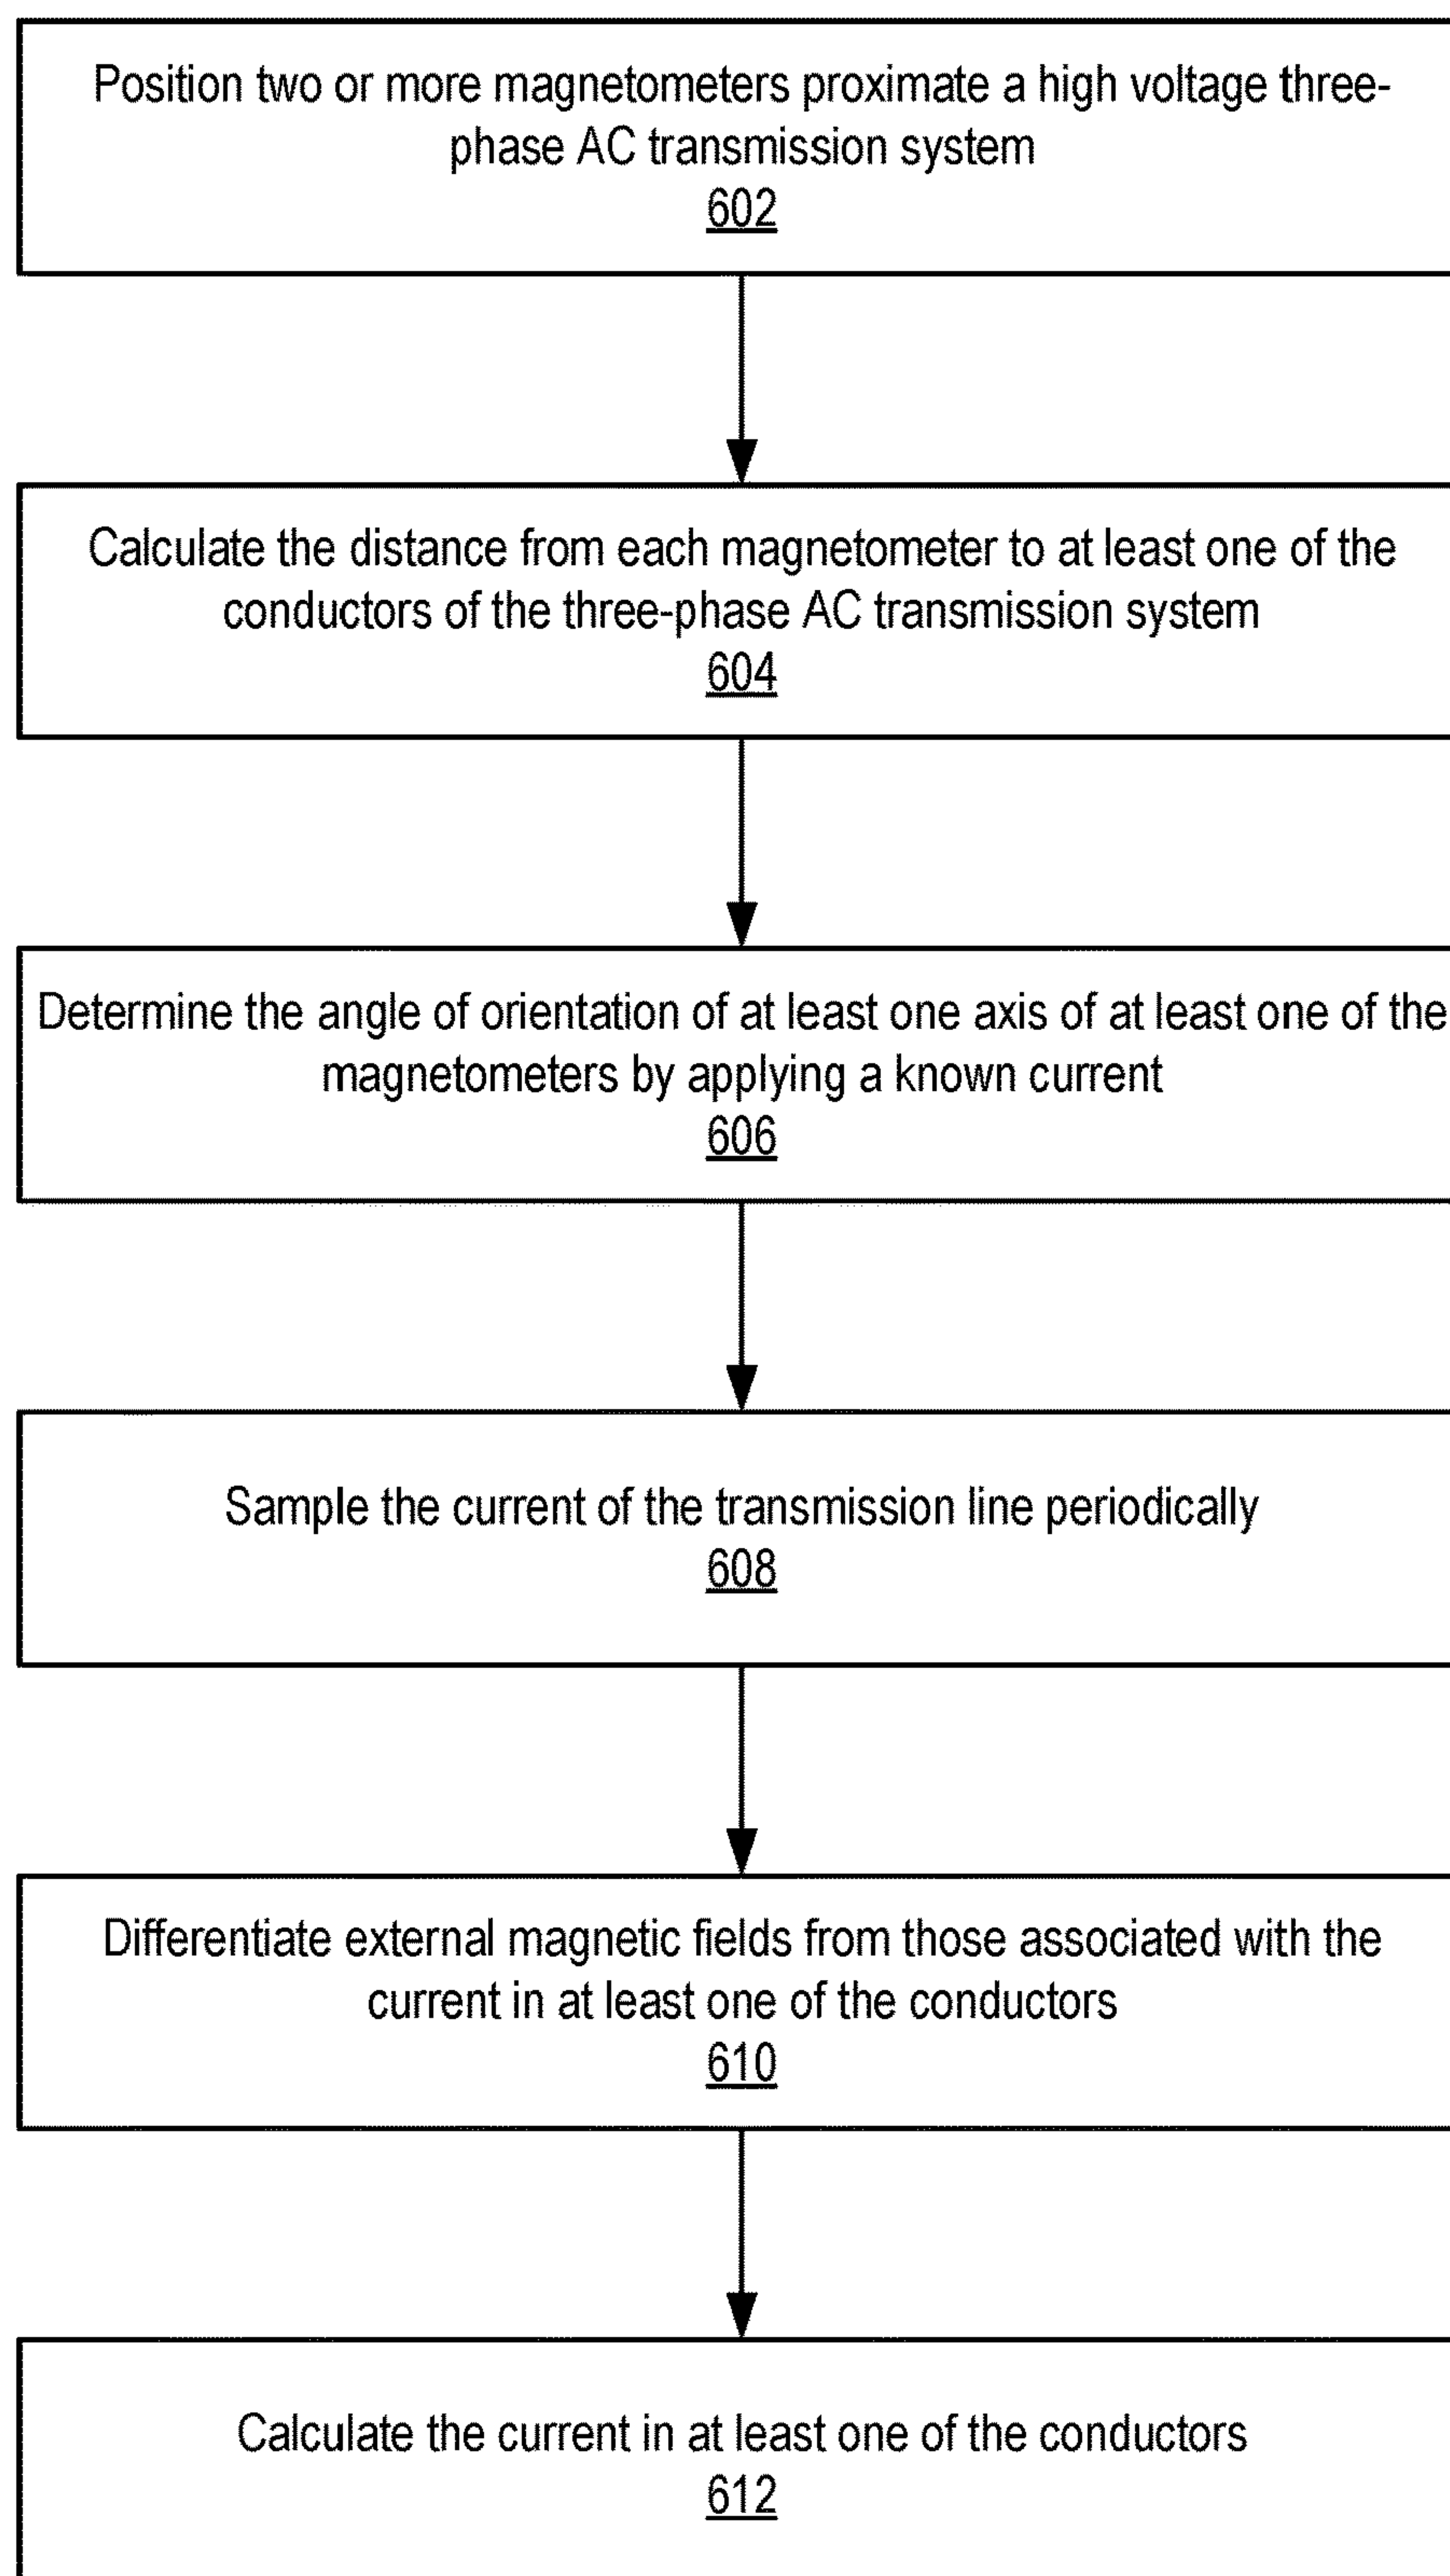 Position two or more magnetometers proximate a high voltage three-
phase AC transmission system
602
Calculate the distance from each magnetometer to at least one of the
conductors of the three-phase AC transmission system
604
Determine the angle of orientation of at least one axis of at least one of the
magnetometers by applying a known current
606
Sample the current of the transmission line periodically
608
Differentiate external magnetic fields from those associated with the
current in at least one of the conductors
610
Calculate the current in at least one of the conductors
612